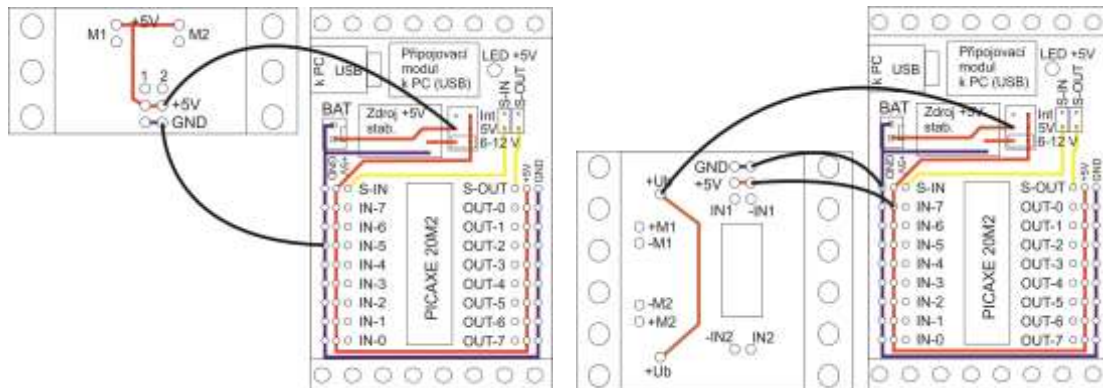 +5V
M1
M2
1 2
+5V
GND
k PC
USB
Připojovací
modul
k PC (USB)
LED +5V
S-IN
S-OUT
BAT
Zdroj +5V
stab.
Int
5V
6-12 V
GND
+5V
GND
S-IN
S-OUT
IN-7
OUT-0
IN-6
OUT-1
IN-5
OUT-2
IN-4
OUT-3
IN-3
OUT-4
IN-2
OUT-5
IN-1
OUT-6
IN-0
OUT-7
PICAXE 20M2
+Ub
GND
+5V
IN1
-IN1
+M1
-M1
-M2
+M2
-IN2
IN2
+Ub
k PC
USB
Připojovací
modul
k PC (USB)
LED +5V
S-IN
S-OUT
BAT
Zdroj +5V
stab.
Int
5V
6-12 V
GND
+5V
GND
S-IN
S-OUT
IN-7
OUT-0
IN-6
OUT-1
IN-5
OUT-2
IN-4
OUT-3
IN-3
OUT-4
IN-2
OUT-5
IN-1
OUT-6
IN-0
OUT-7
PICAXE 20M2